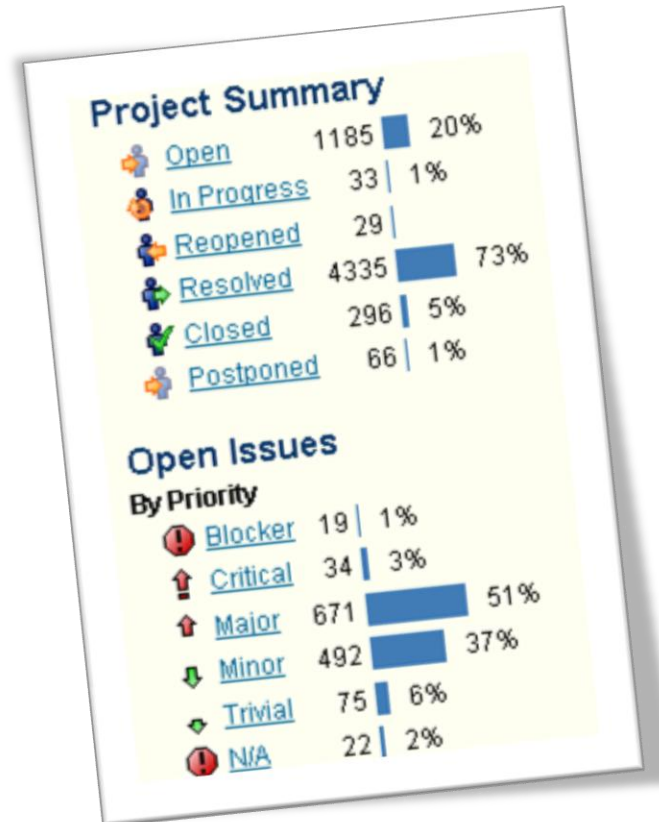 Project Summary
Open 1185 20%
In Progress 33 1%
Reopened 29
Resolved 4335 73%
Closed 296 5%
Postponed 66 1%
Open Issues
By Priority
Blocker 19 1%
Critical 34 3%
Major 671 51%
Minor 492 37%
Trivial 75 6%
N/A 22 2%